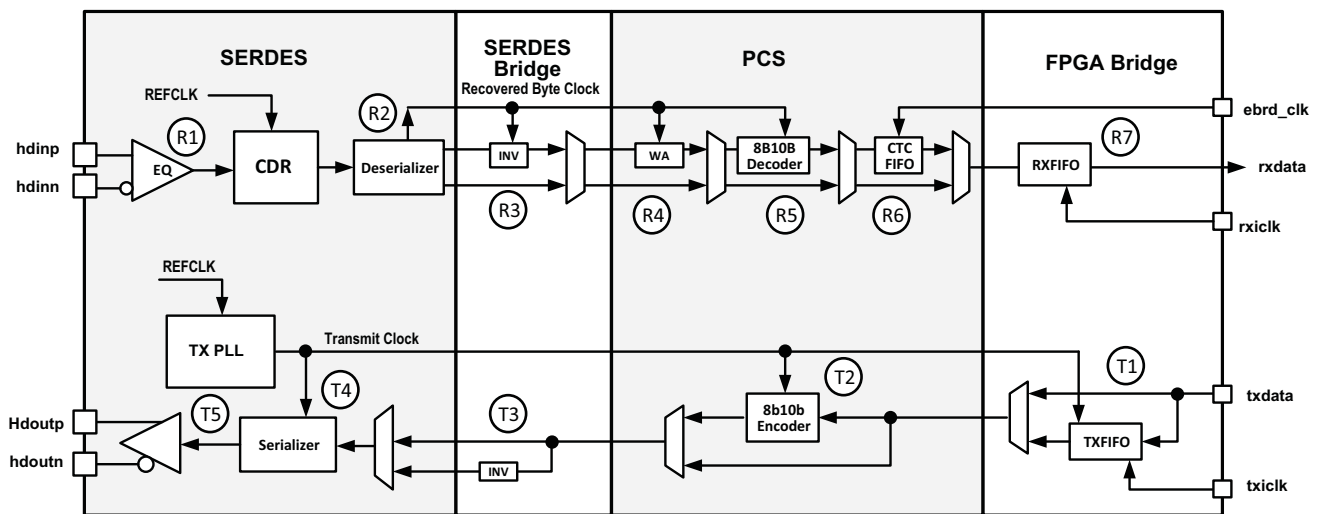 SERDES
SERDES
Bridge
PCS
FPGA Bridge
Recovered Byte Clock
REFCLK
R1
R2
ebrd_clk
hdinp
hdinn
EQ
CDR
Deserializer
INV
WA
8B10B
Decoder
CTC
FIFO
RXFIFO
R7
rxdata
R3
R4
R5
R6
rxiclk
REFCLK
TX PLL
Transmit Clock
T4
T2
T1
txdata
Hdoutp
hdoutn
T5
Serializer
T3
INV
8b10b
Encoder
TXFIFO
txiclk